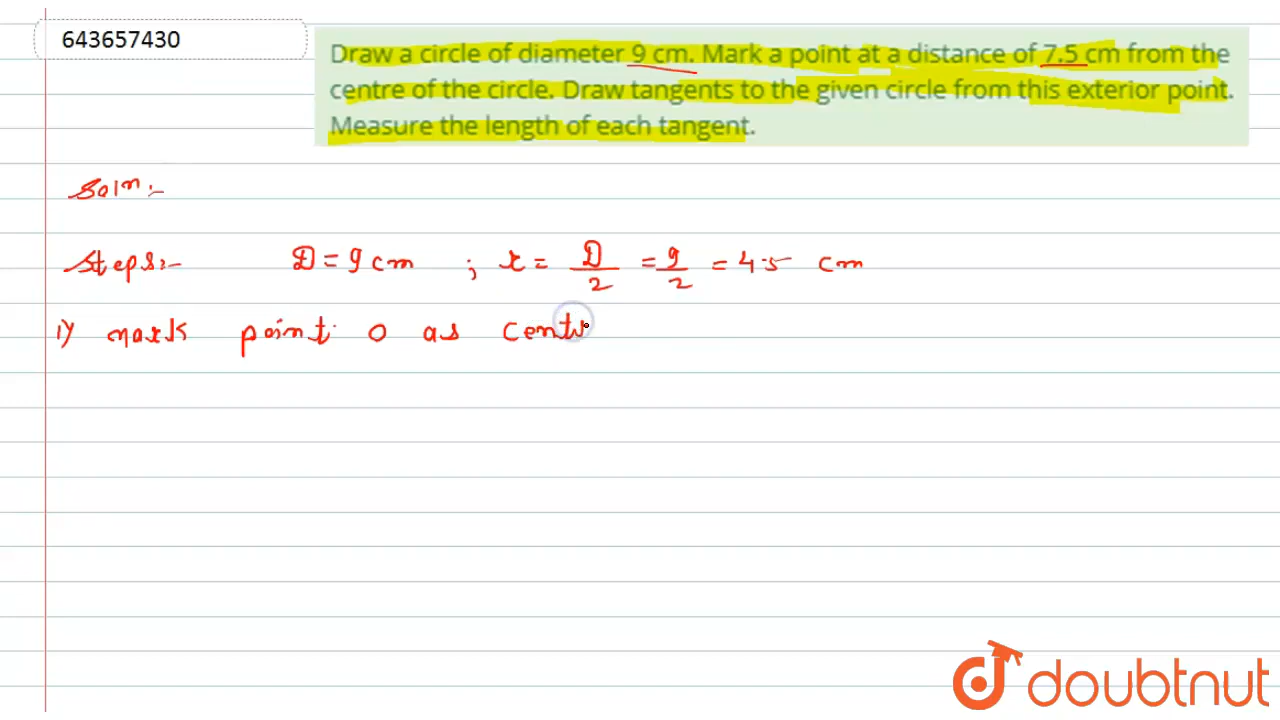 643657430
Draw a circle of diameter 9 cm. Mark a point at a distance of 7.5 cm from the
centre of the circle. Draw tangents to the given circle from this exterior point.
Measure the length of each tangent.
Soln:-
Steps:- D = 9 cm ; r = D/2 = 9/2 = 4.5 cm
1) mark point O as centr
doubtnut